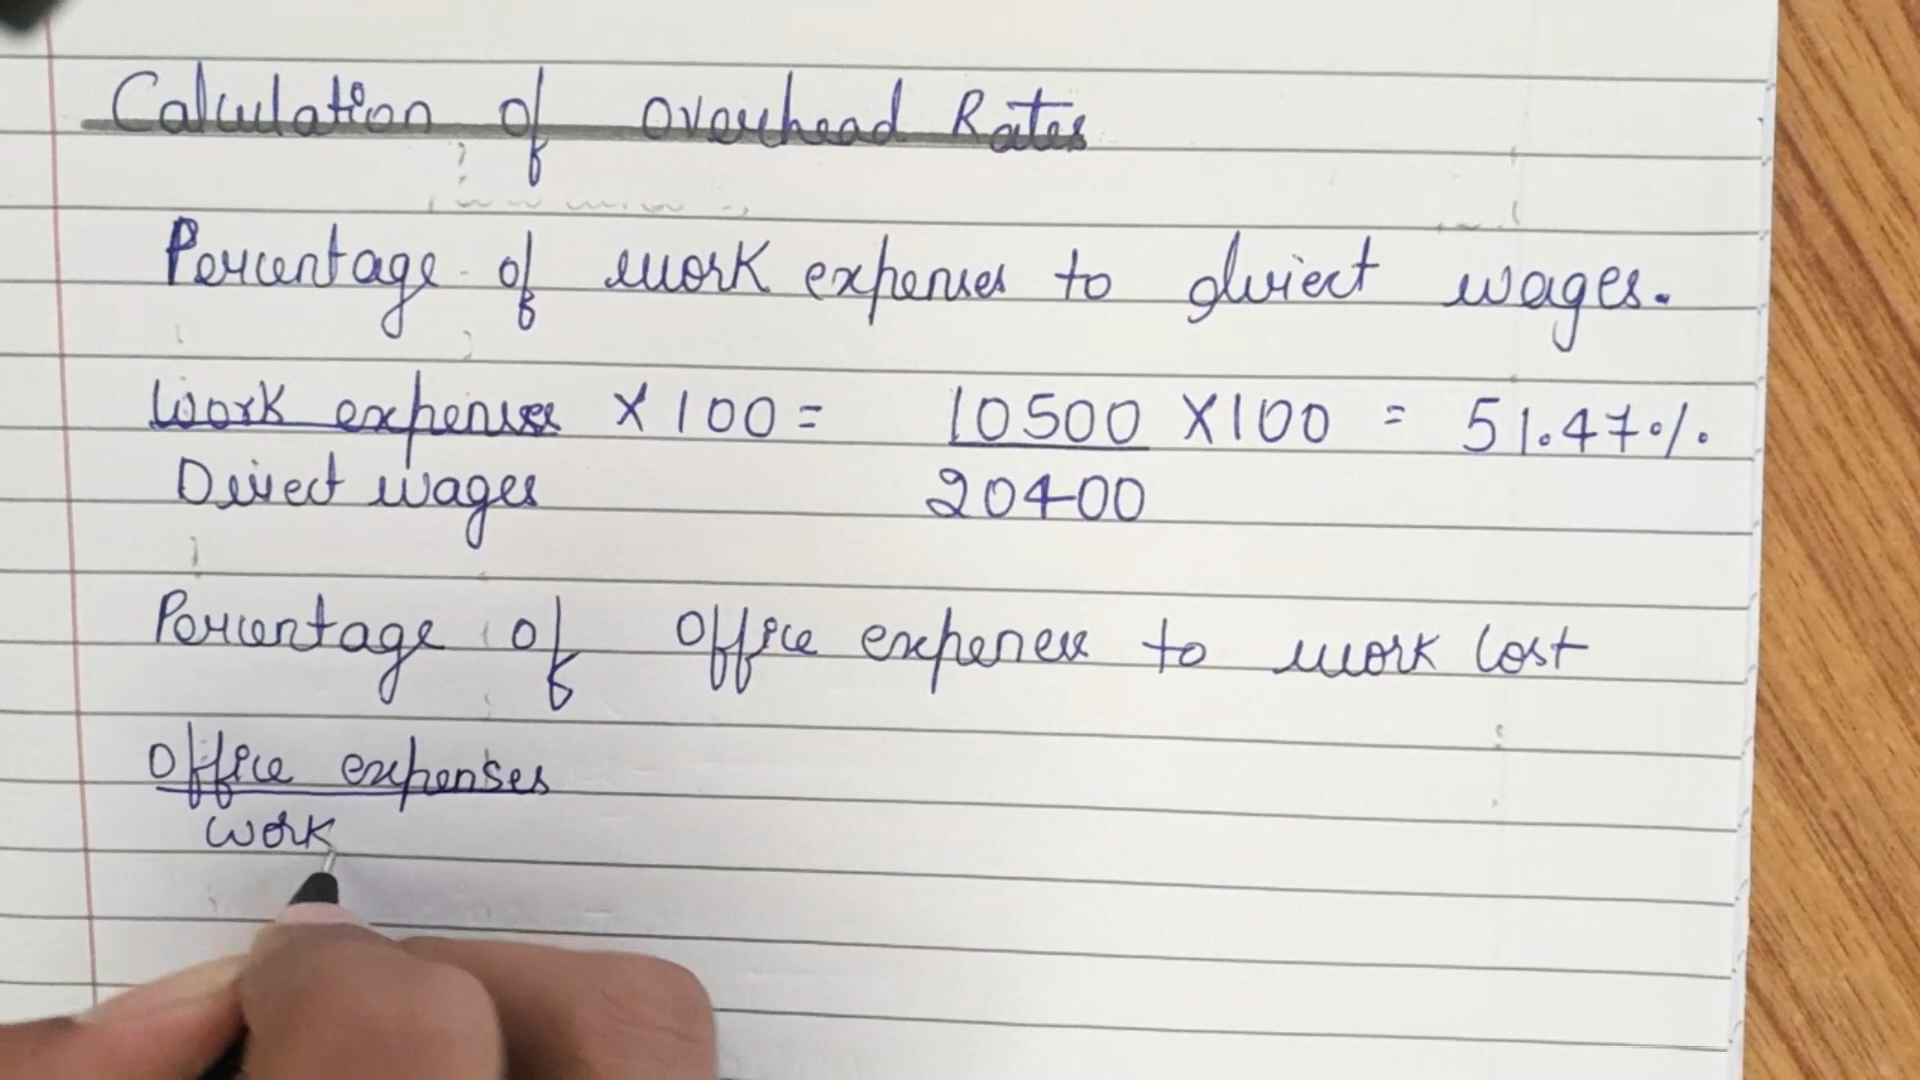 Calculation of overhead Rates
Percentage of work expenses to direct wages.
Work expenses X 100 = 10500 X100 = 51.47%.
Direct wages 20400
Percentage of Office expenses to work Cost
Office expenses
Work